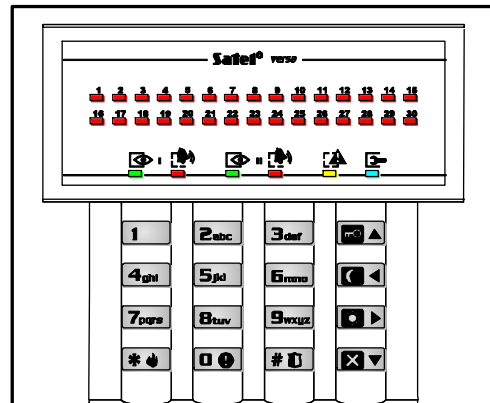 Satel® versa
1 2 3 4 5 6 7 8 9 10 11 12 13 14 15
16 17 18 19 20 21 22 23 24 25 26 27 28 29 30
I II
1 2abc 3def
4ghi 5jkl 6mno
7pqrs 8tuv 9wxyz
* 0 #